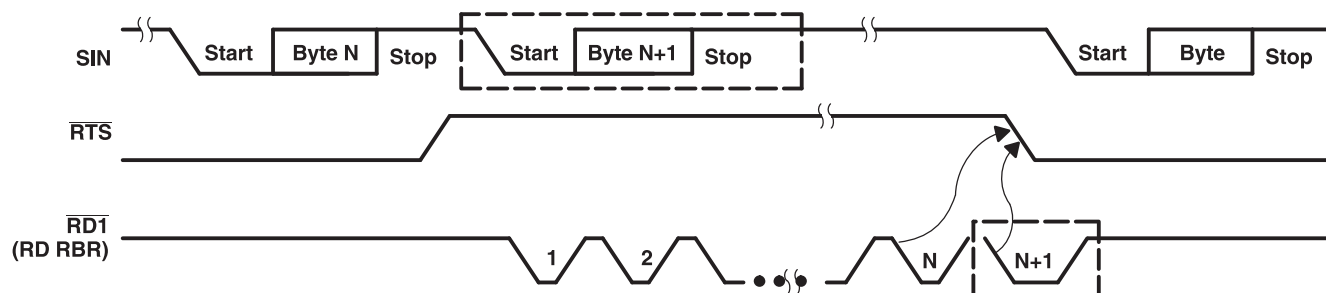 SIN
Start Byte N Stop Start Byte N+1 Stop Start Byte Stop
RTS
RD1
(RD RBR)
1 2 N N+1